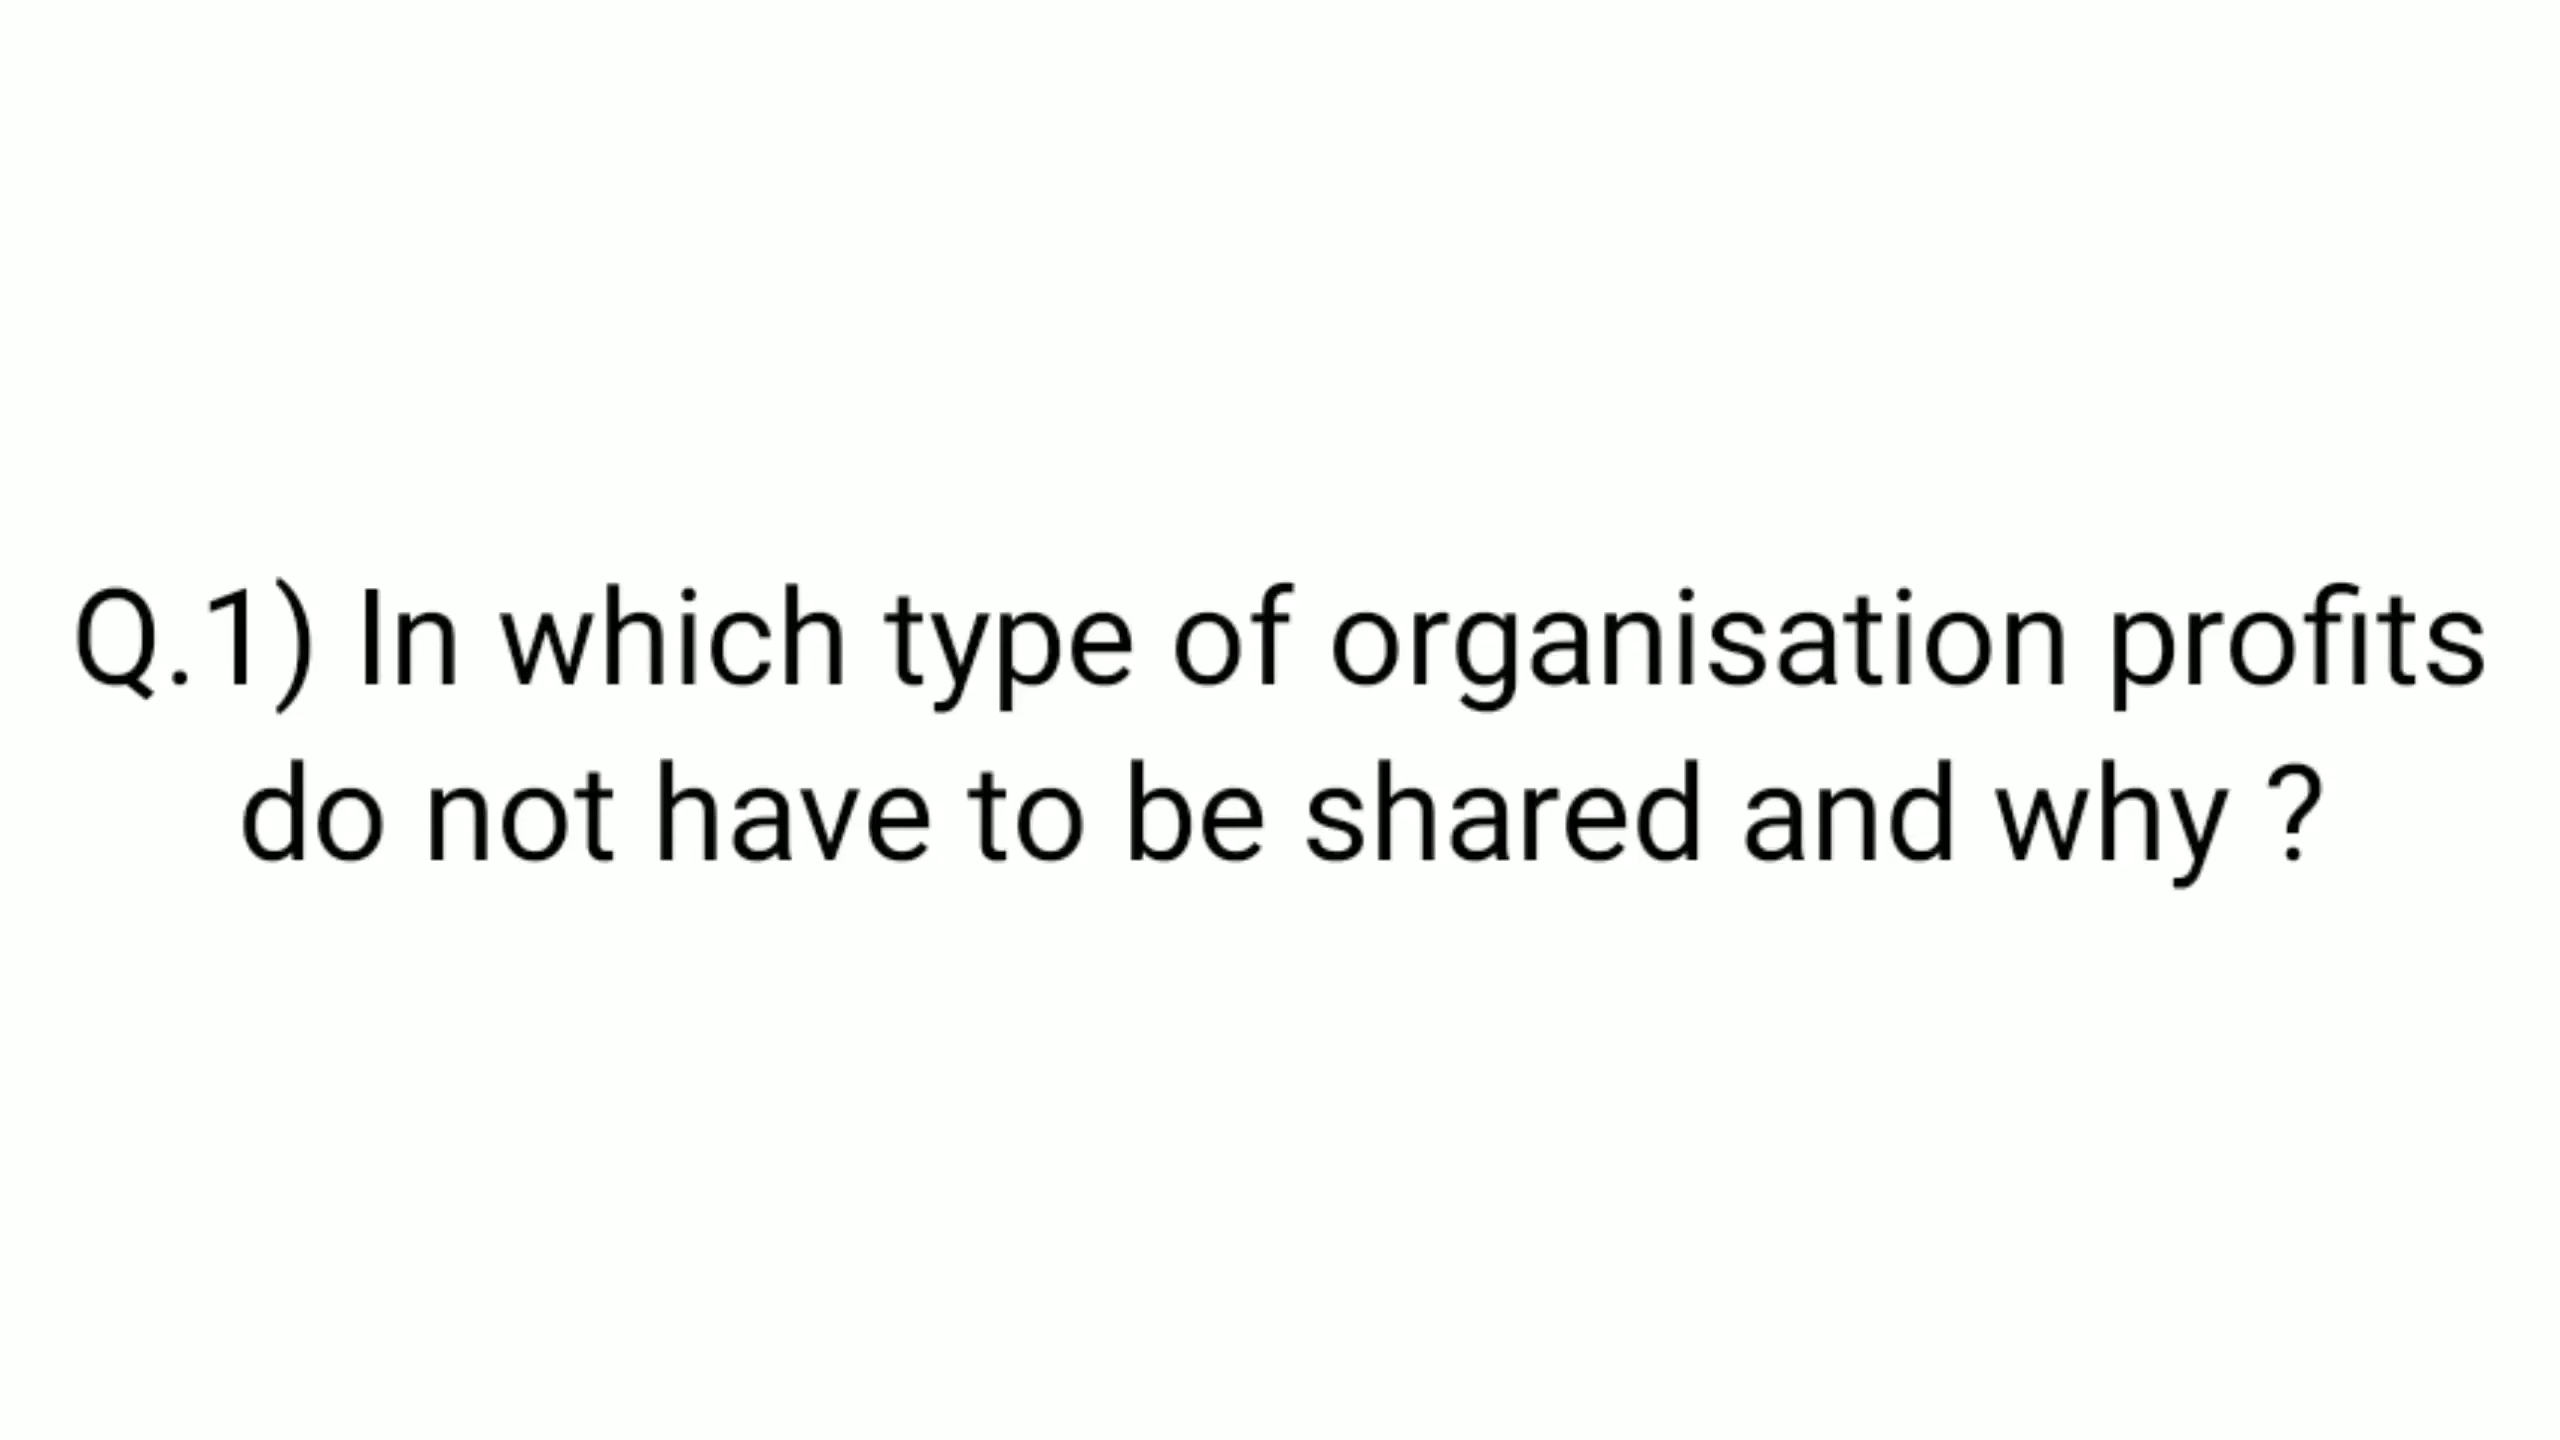 Q.1) In which type of organisation profits
do not have to be shared and why ?